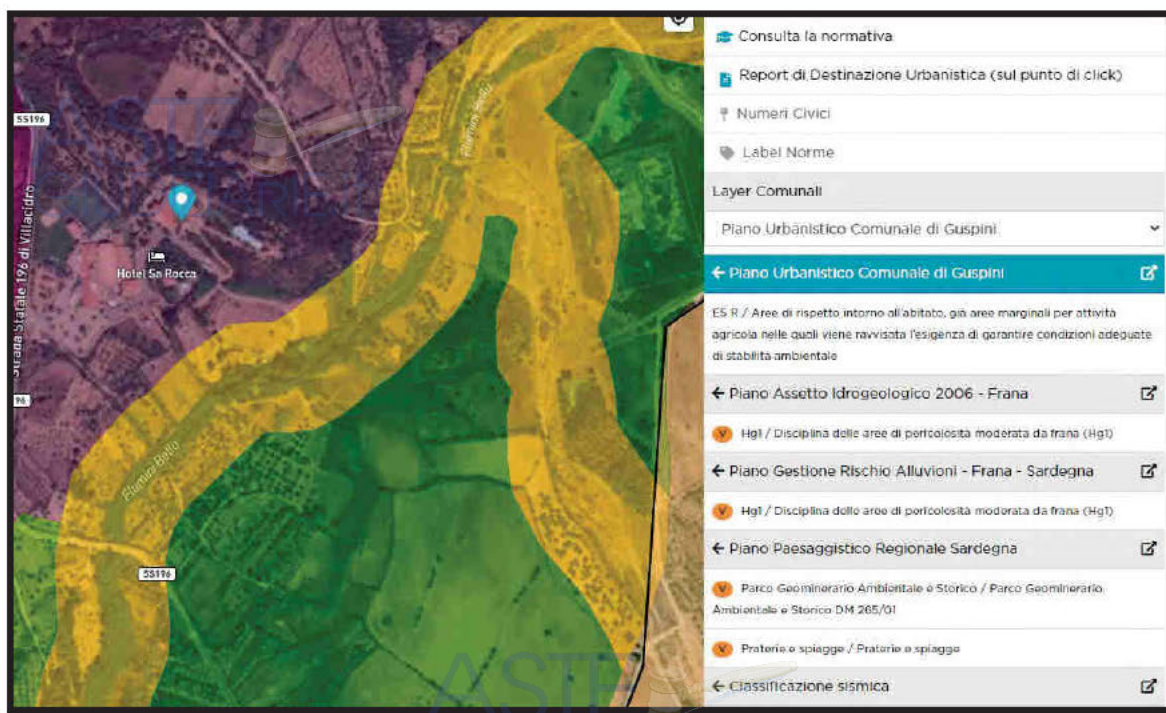 SS196
Strada Statale 196 di Villacidro
Hotel Sa Rocca
96
Flumini Bellu
Flumini Bellu
SS196
ASTE
ASTE
Consulta la normativa
Report di Destinazione Urbanistica (sul punto di click)
Numeri Civici
Label Norme
Layer Comunali
Piano Urbanistico Comunale di Guspini
Piano Urbanistico Comunale di Guspini
E5 R / Aree di rispetto intorno all'abitato, già aree marginali per attività
agricola nelle quali viene ravvisata l'esigenza di garantire condizioni adeguate
di stabilità ambientale
Piano Assetto Idrogeologico 2006 - Frana
V Hg1 / Disciplina delle aree di pericolosità moderata da frana (Hg1)
Piano Gestione Rischio Alluvioni - Frana - Sardegna
V Hg1 / Disciplina delle aree di pericolosità moderata da frana (Hg1)
Piano Paesaggistico Regionale Sardegna
V Parco Geominerario Ambientale e Storico / Parco Geominerario
Ambientale e Storico DM 265/01
V Praterie e spiagge / Praterie e spiagge
Classificazione sismica